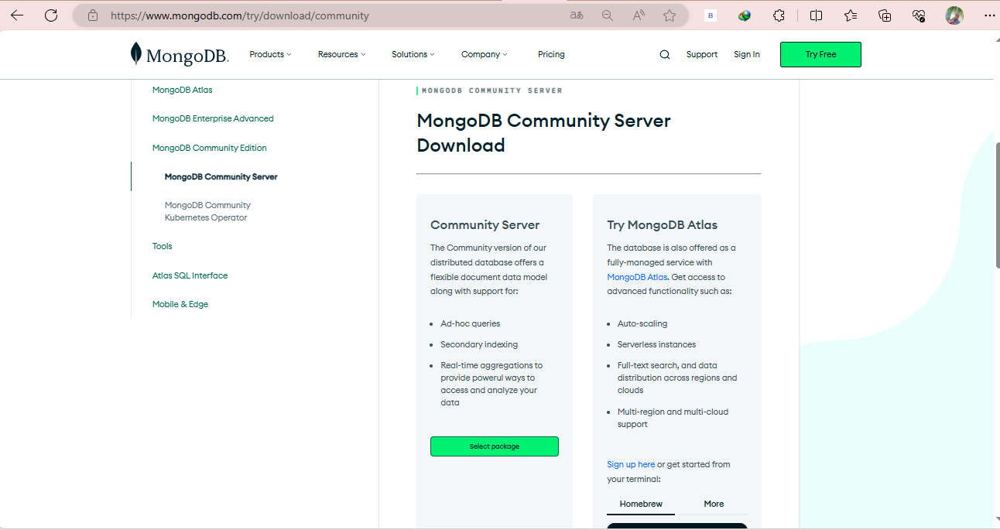 https://www.mongodb.com/try/download/community
MongoDB.
Products
Resources
Solutions
Company
Pricing
Support
Sign In
Try Free
MongoDB Atlas
MongoDB Enterprise Advanced
MongoDB Community Edition
MongoDB Community Server
MongoDB Community
Kubernetes Operator
Tools
Atlas SQL Interface
Mobile & Edge
MONGODB COMMUNITY SERVER
MongoDB Community Server
Download
Community Server
The Community version of our
distributed database offers a
flexible document data model
along with support for:
Ad-hoc queries
Secondary indexing
Real-time aggregations to
provide powerul ways to
access and analyze your
data
Select package
Try MongoDB Atlas
The database is also offered as a
fully-managed service with
MongoDB Atlas. Get access to
advanced functionality such as:
Auto-scaling
Serverless instances
Full-text search, and data
distribution across regions and
clouds
Multi-region and multi-cloud
support
Sign up here or get started from
your terminal:
Homebrew
More